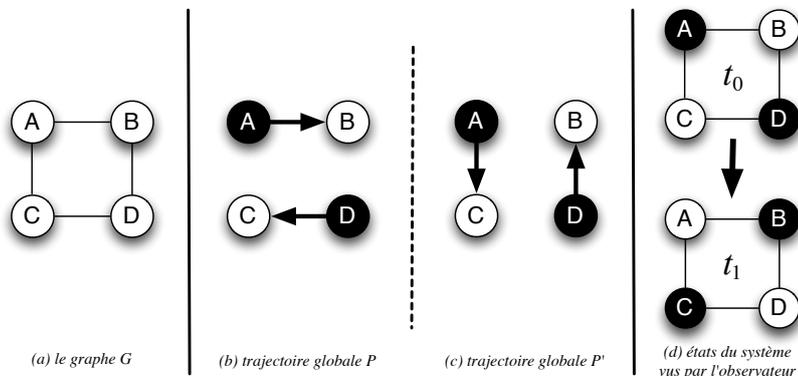 A B
C D
(a) le graphe G
A B
C D
(b) trajectoire globale P
A B
C D
(c) trajectoire globale P'
A B
t0
C D
A B
t1
C D
(d) états du système
vus par l'observateur